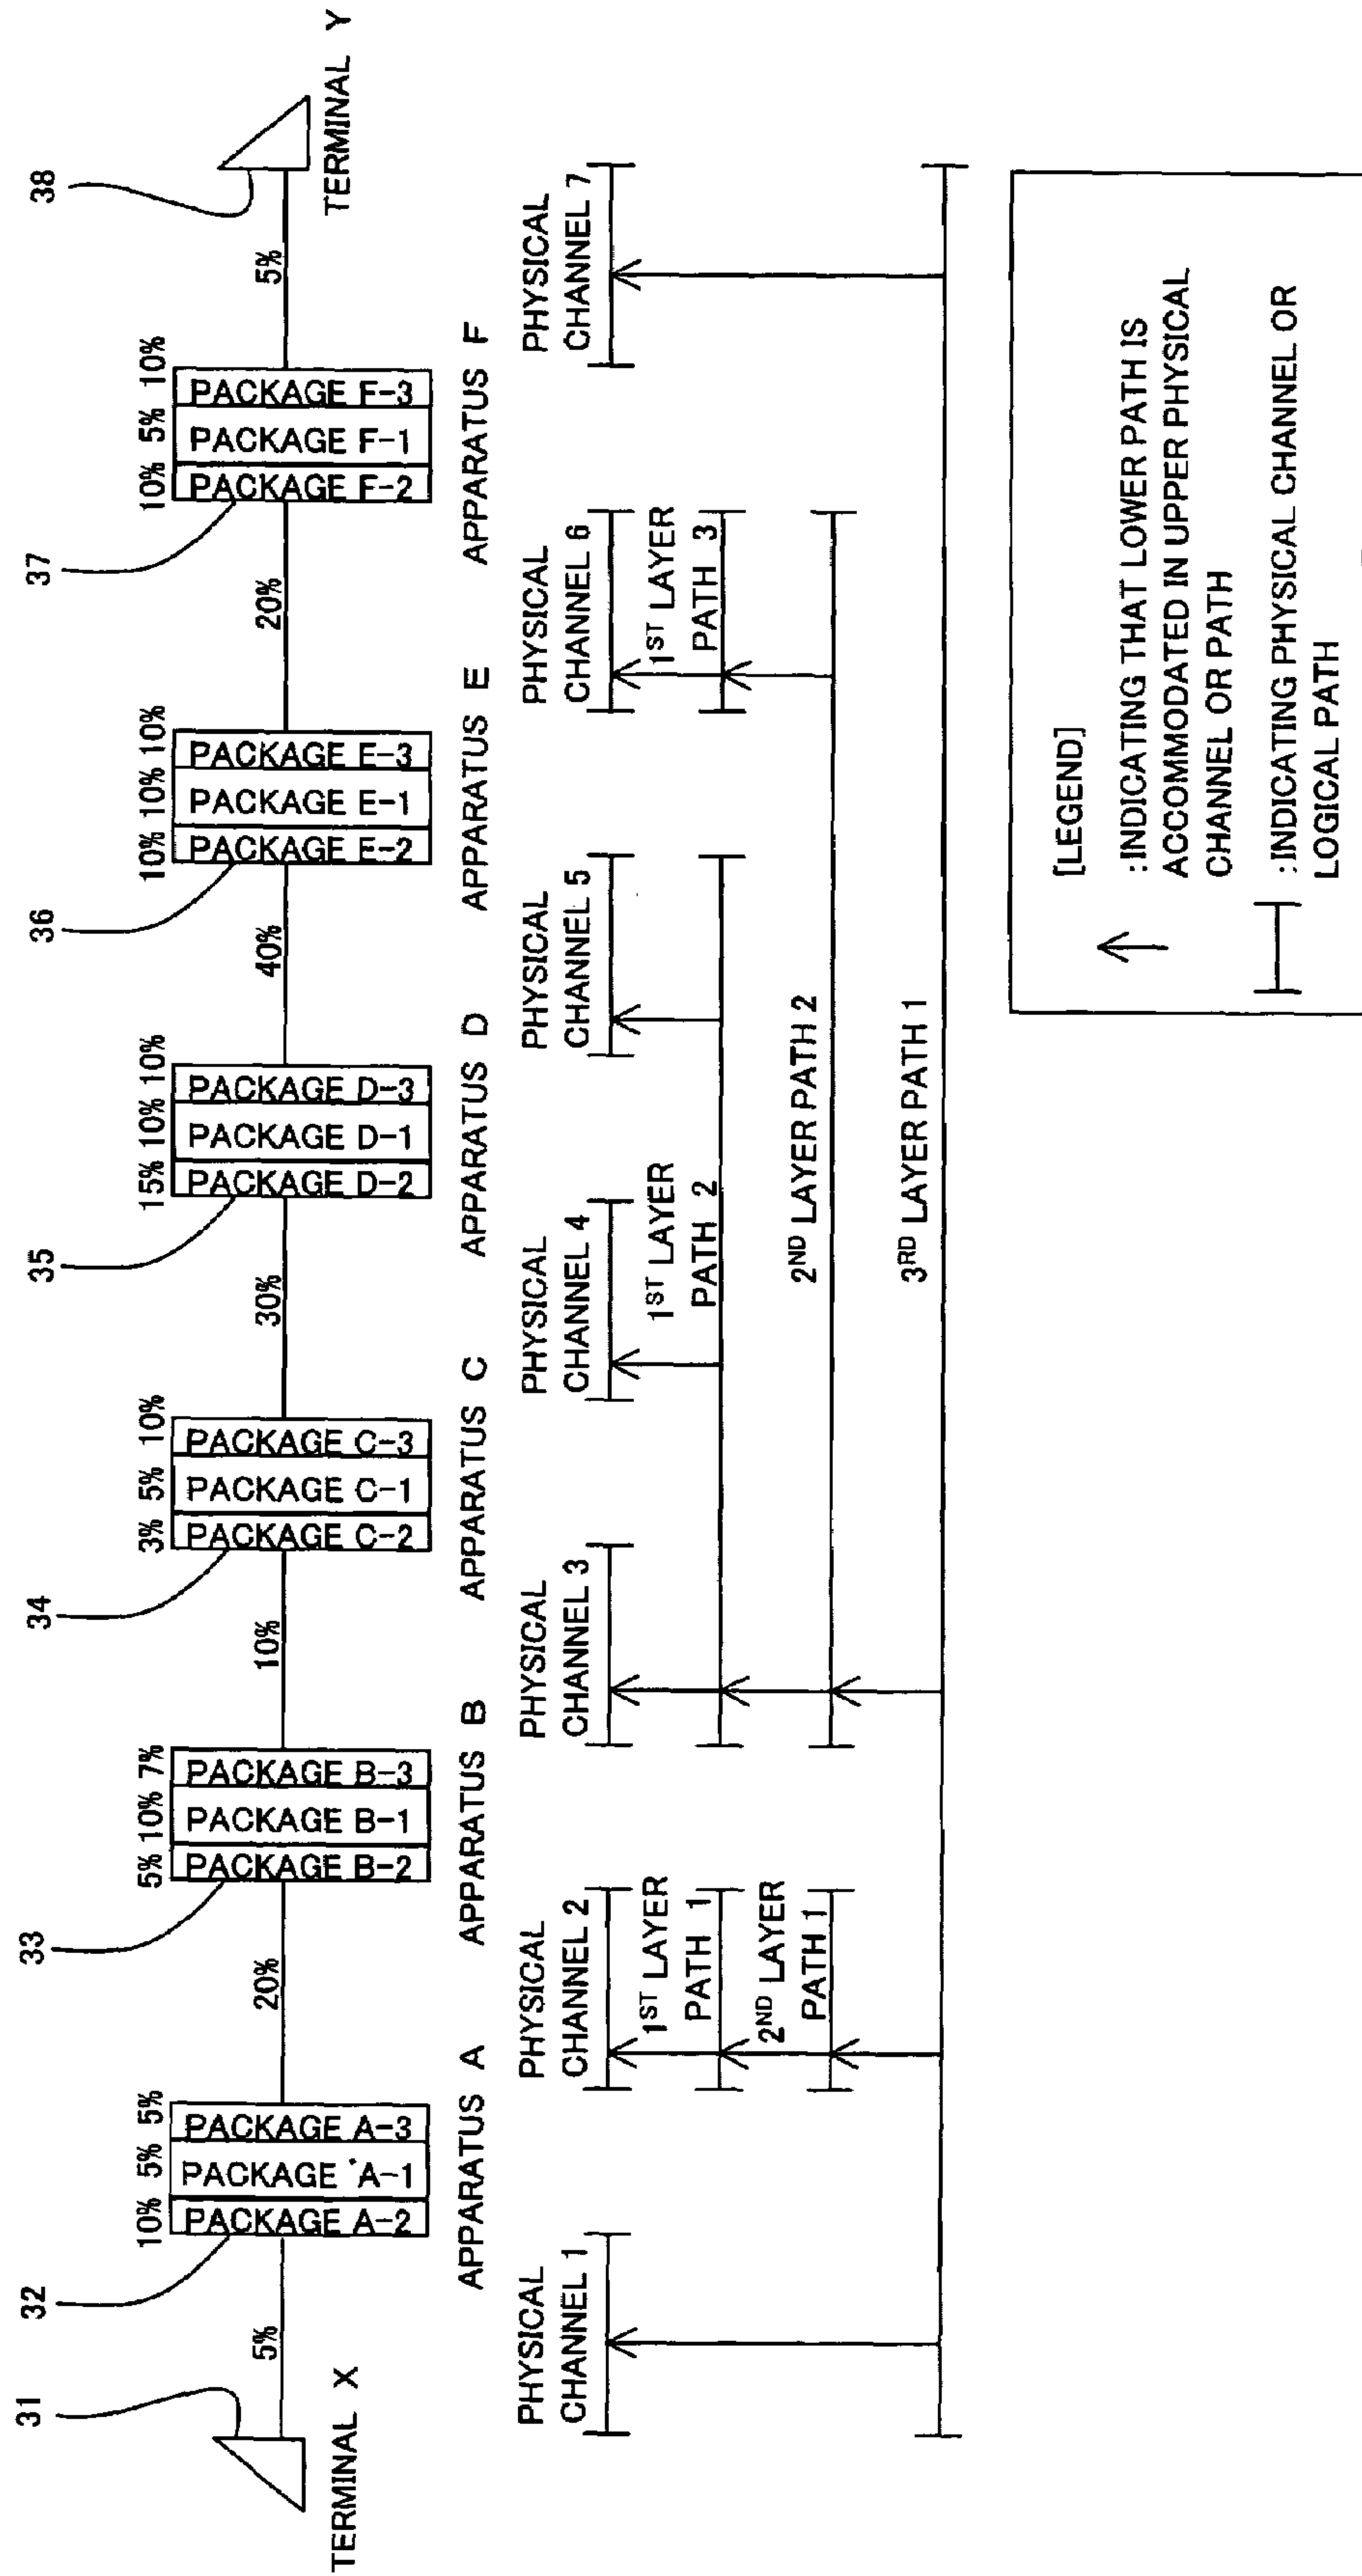 31
32
33
34
35
36
37
38
10% 5% 5%
5% 10% 7%
3% 5% 10%
15% 10% 10%
10% 10% 10%
10% 5% 10%
PACKAGE A-2
PACKAGE A-1
PACKAGE A-3
PACKAGE B-2
PACKAGE B-1
PACKAGE B-3
PACKAGE C-2
PACKAGE C-1
PACKAGE C-3
PACKAGE D-2
PACKAGE D-1
PACKAGE D-3
PACKAGE E-2
PACKAGE E-1
PACKAGE E-3
PACKAGE F-2
PACKAGE F-1
PACKAGE F-3
5%
20%
10%
30%
40%
20%
5%
TERMINAL X
TERMINAL Y
APPARATUS A
APPARATUS B
APPARATUS C
APPARATUS D
APPARATUS E
APPARATUS F
PHYSICAL
CHANNEL 1
PHYSICAL
CHANNEL 2
PHYSICAL
CHANNEL 3
PHYSICAL
CHANNEL 4
PHYSICAL
CHANNEL 5
PHYSICAL
CHANNEL 6
PHYSICAL
CHANNEL 7
1ST LAYER
PATH 1
1ST LAYER
PATH 2
1ST LAYER
PATH 3
2ND LAYER
PATH 1
2ND LAYER PATH 2
3RD LAYER PATH 1
[LEGEND]
:INDICATING THAT LOWER PATH IS
ACCOMMODATED IN UPPER PHYSICAL
CHANNEL OR PATH
:INDICATING PHYSICAL CHANNEL OR
LOGICAL PATH